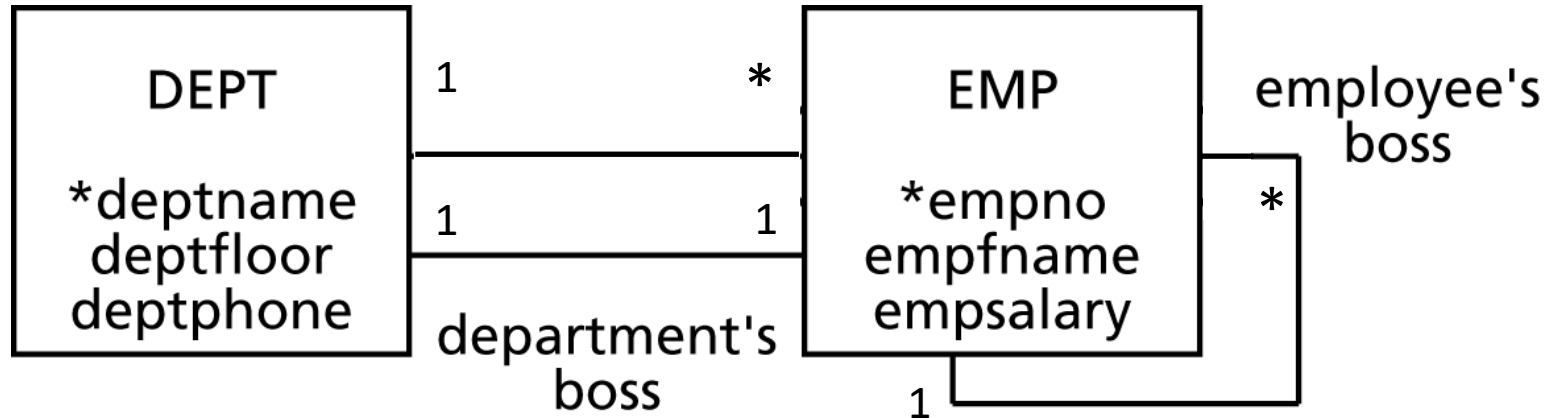 DEPT
*deptname
deptfloor
deptphone
1
*
1
1
department's
boss
EMP
*empno
empfname
empsalary
employee's
boss
*
1